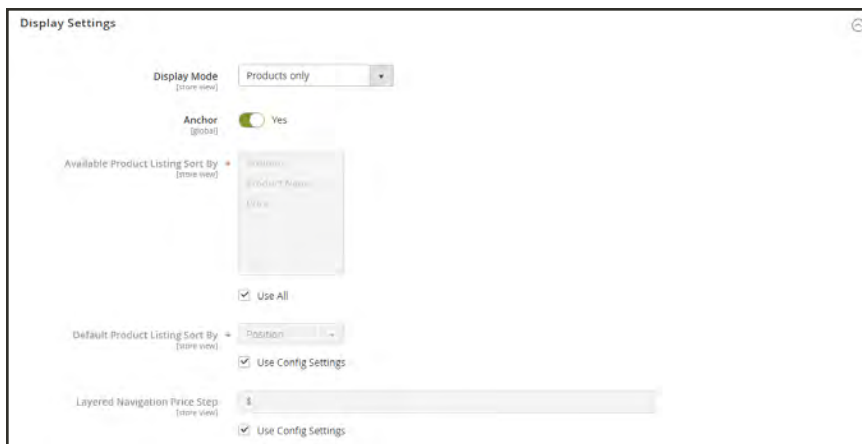 Display Settings
Display Mode
[store view]
Products only
Anchor
[global]
Yes
Available Product Listing Sort By *
[store view]
Position
Product Name
Price
Use All
Default Product Listing Sort By *
[store view]
Position
Use Config Settings
Layered Navigation Price Step
[store view]
$
Use Config Settings